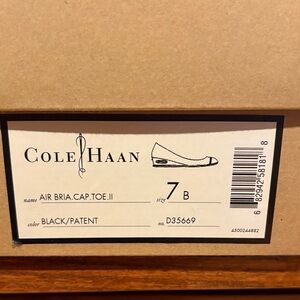 COLE HAAN
name AIR BRIA.CAP.TOE.II size 7 B
color BLACK/PATENT no. D35669
6 82942 58181 8
4500244882